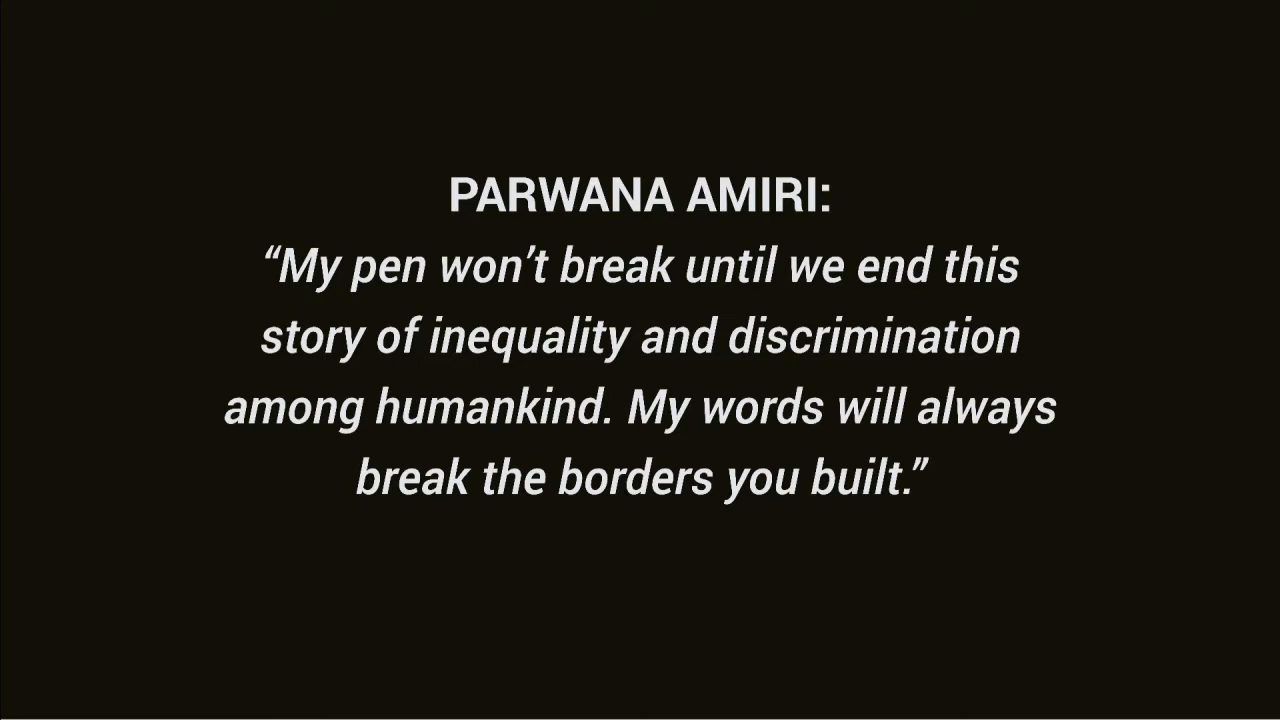 PARWANA AMIRI:
“My pen won’t break until we end this
story of inequality and discrimination
among humankind. My words will always
break the borders you built.”